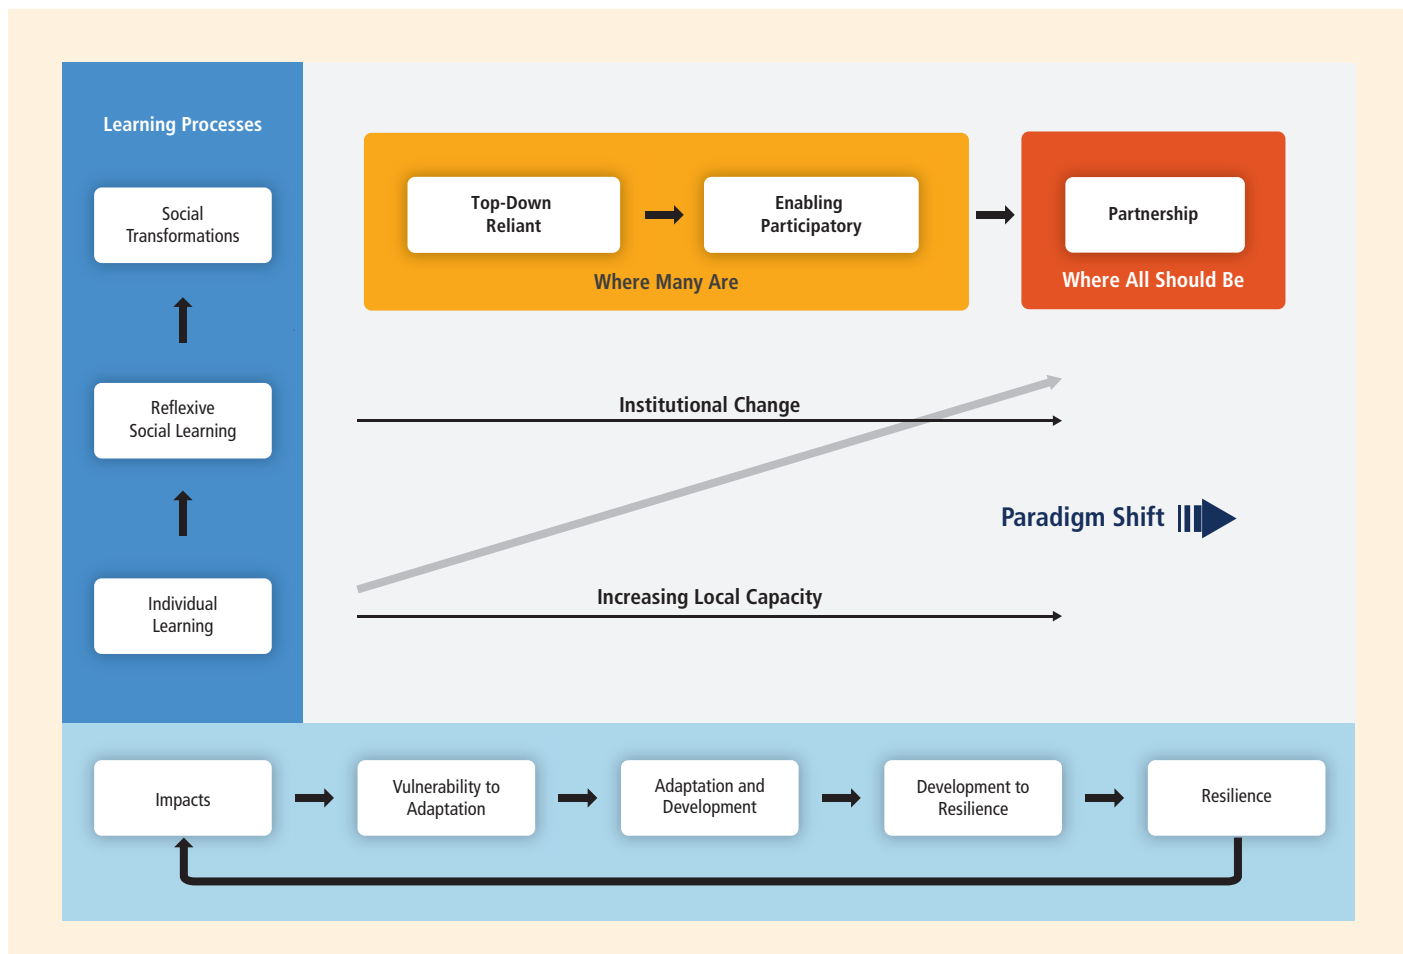 Learning Processes
Social
Transformations
Reflexive
Social Learning
Individual
Learning
Top-Down
Reliant
Enabling
Participatory
Where Many Are
Partnership
Where All Should Be
Institutional Change
Paradigm Shift
Increasing Local Capacity
Impacts
Vulnerability to
Adaptation
Adaptation and
Development
Development to
Resilience
Resilience